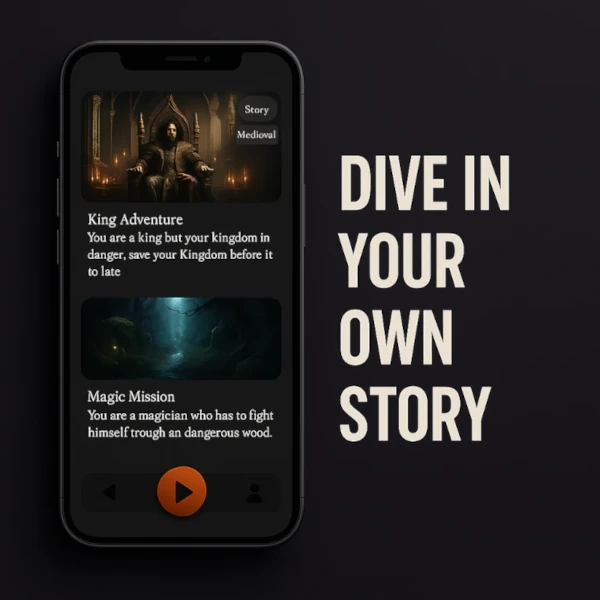 Story
Medioval
King Adventure
You are a king but your kingdom in
danger, save your Kingdom before it
to late
Magic Mission
You are a magician who has to fight
himself trough an dangerous wood.
DIVE IN
YOUR
OWN
STORY